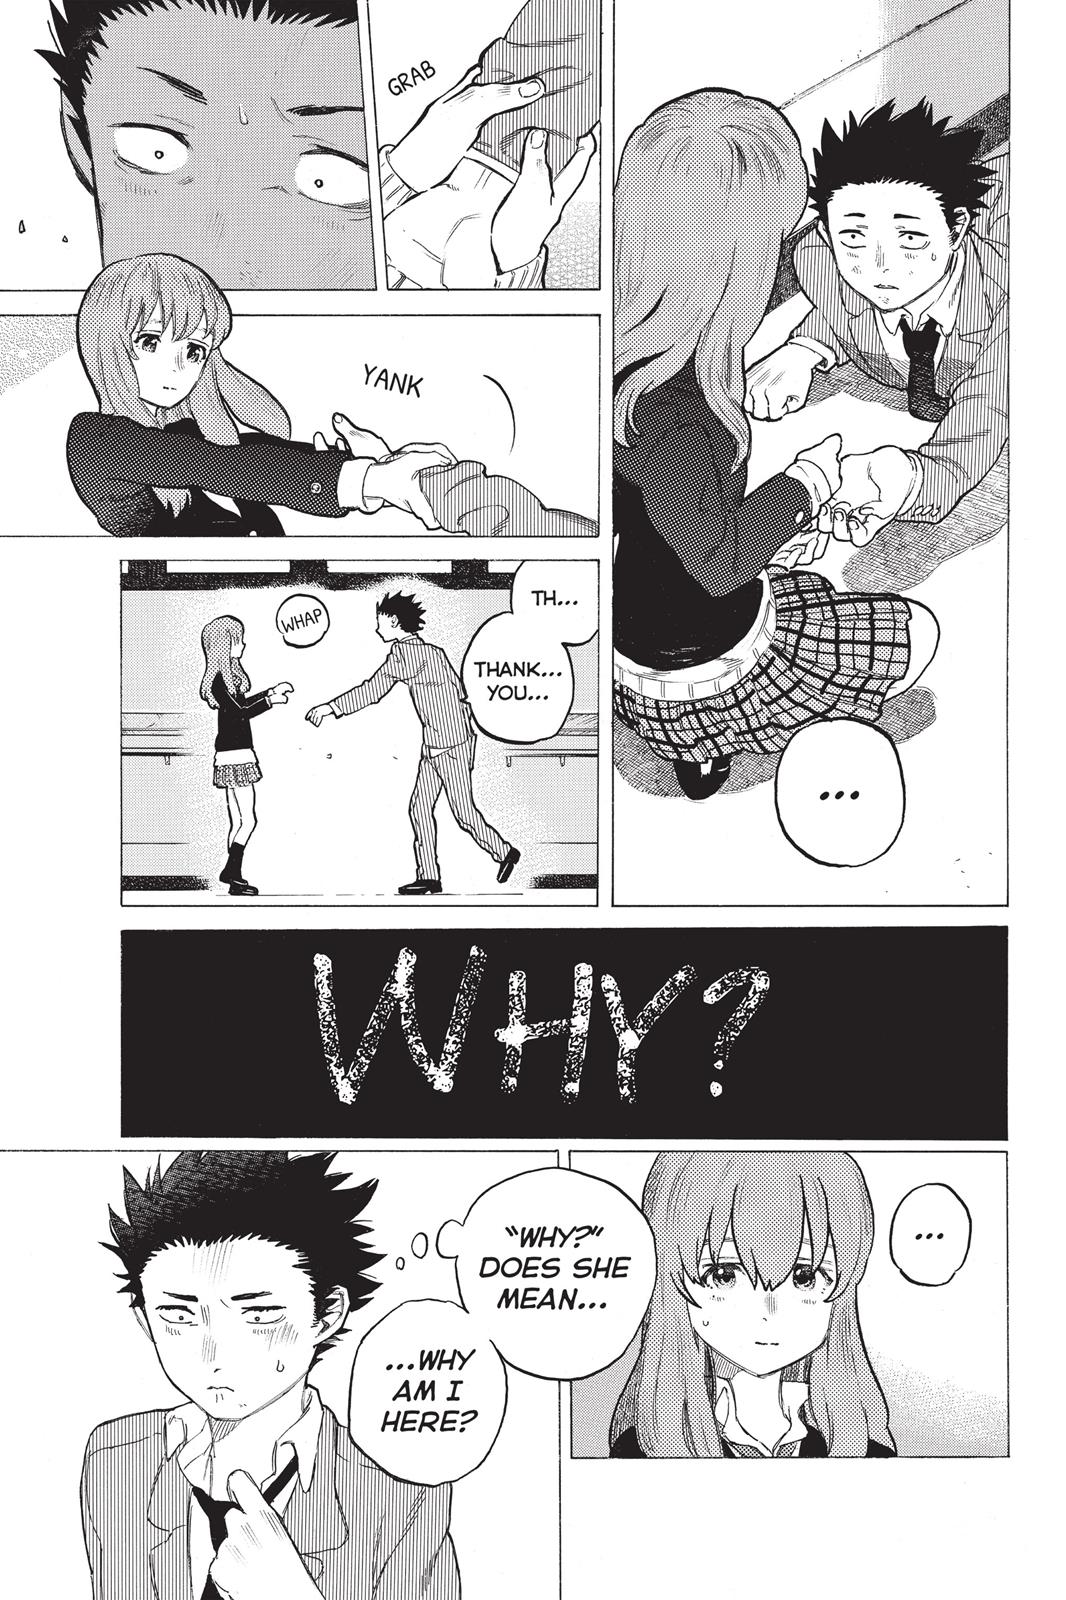 ...
GRAB
YANK
TH...
THANK...
YOU...
WHAP
WHY?
...
"WHY?"
DOES SHE
MEAN...
...WHY
AM I
HERE?